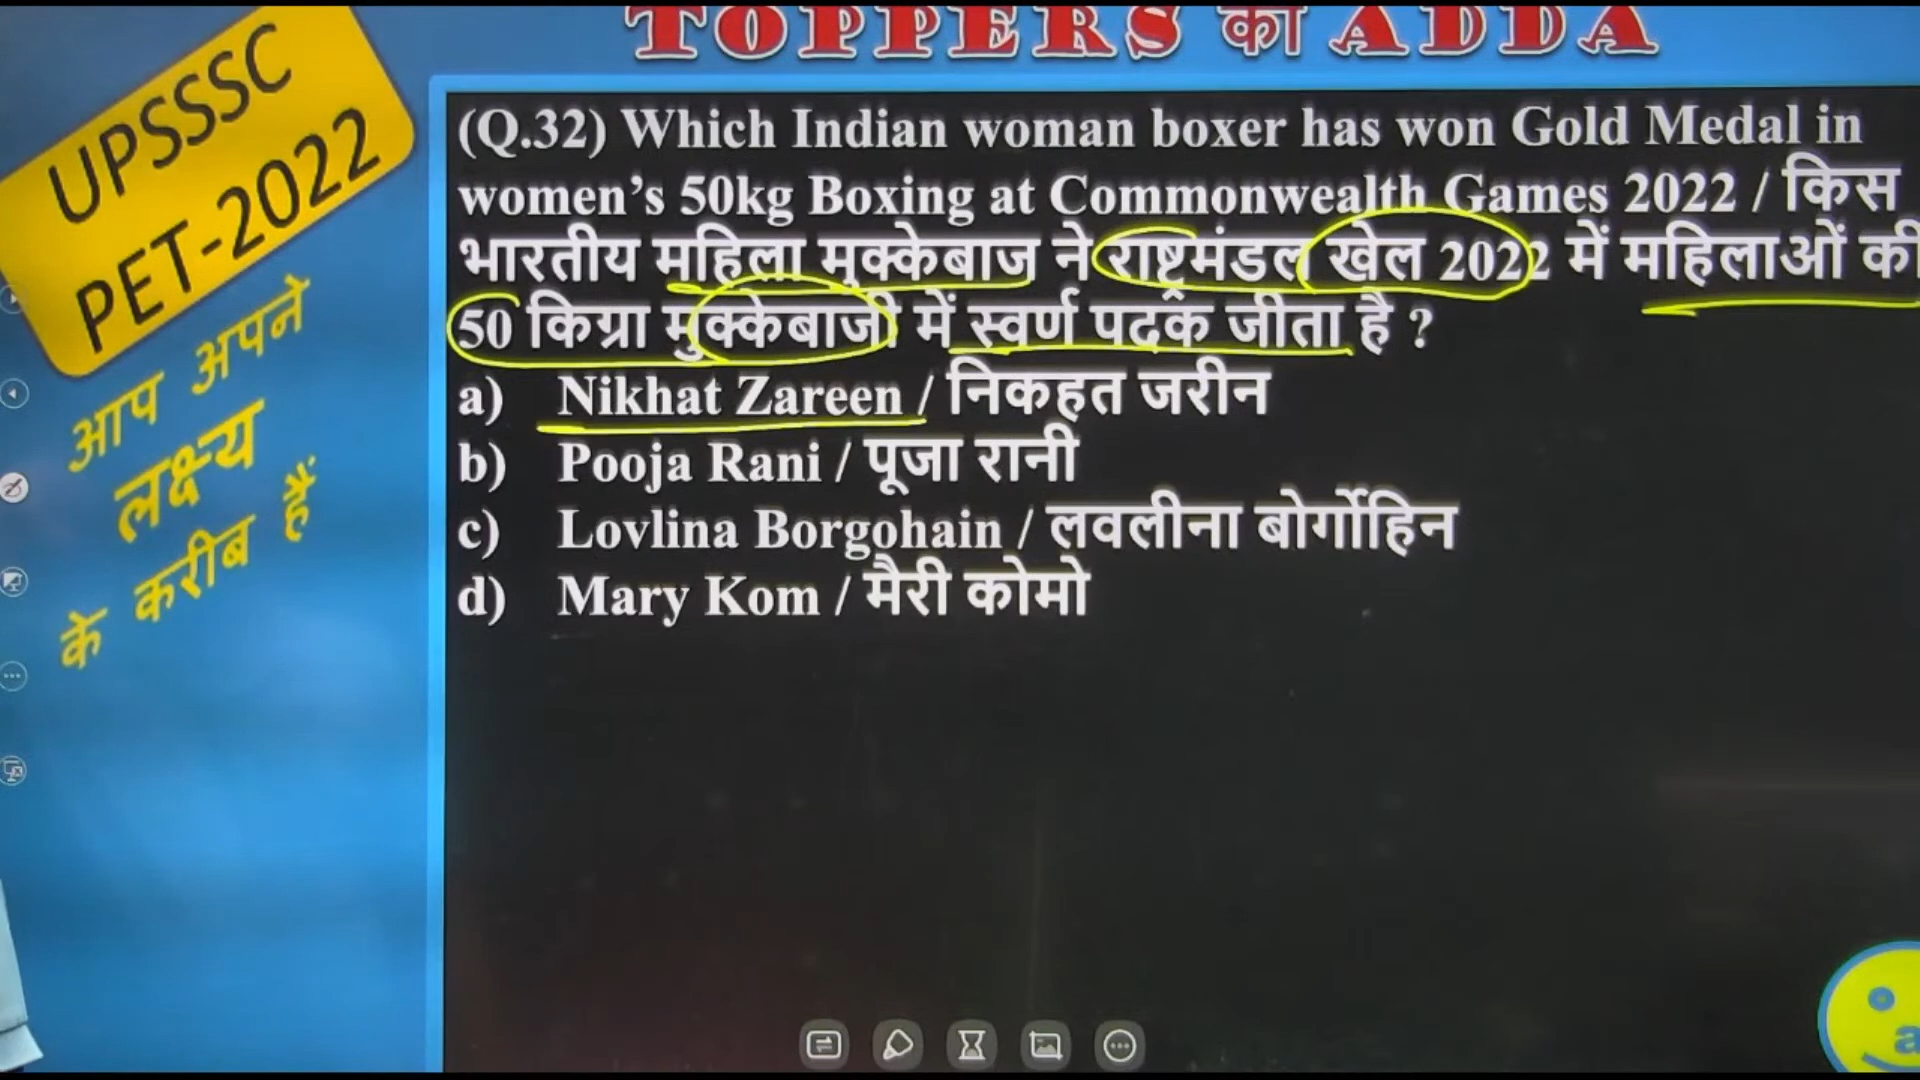 TOPPERS का ADDA
UPSSSC
PET-2022
आप अपने
लक्ष्य
के करीब हैं
(Q.32) Which Indian woman boxer has won Gold Medal in
women’s 50kg Boxing at Commonwealth Games 2022 / किस
भारतीय महिला मुक्केबाज ने राष्ट्रमंडल खेल 2022 में महिलाओं की
50 किग्रा मुक्केबाजी में स्वर्ण पदक जीता है ?
a) Nikhat Zareen / निकहत जरीन
b) Pooja Rani / पूजा रानी
c) Lovlina Borgohain / लवलीना बोर्गोहिन
d) Mary Kom / मैरी कोमो